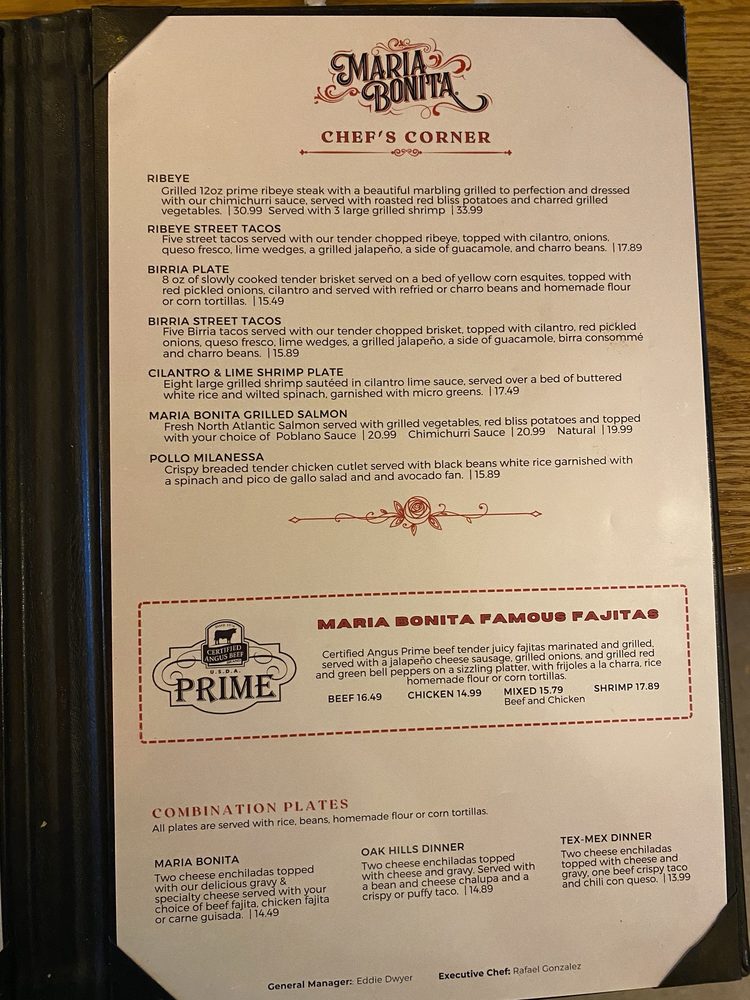 MARIA
BONITA
CHEF'S CORNER
RIBEYE
Grilled 12oz prime ribeye steak with a beautiful marbling grilled to perfection and dressed
with our chimichurri sauce, served with roasted red bliss potatoes and charred grilled
vegetables. | 30.99 Served with 3 large grilled shrimp | 33.99
RIBEYE STREET TACOS
Five street tacos served with our tender chopped ribeye, topped with cilantro, onions,
queso fresco, lime wedges, a grilled jalapeño, a side of guacamole, and charro beans. | 17.89
BIRRIA PLATE
8 oz of slowly cooked tender brisket served on a bed of yellow corn esquites, topped with
red pickled onions, cilantro and served with refried or charro beans and homemade flour
or corn tortillas. | 15.49
BIRRIA STREET TACOS
Five Birria tacos served with our tender chopped brisket, topped with cilantro, red pickled
onions, queso fresco, lime wedges, a grilled jalapeño, a side of guacamole, birra consommé
and charro beans. | 15.89
CILANTRO & LIME SHRIMP PLATE
Eight large grilled shrimp sautéed in cilantro lime sauce, served over a bed of buttered
white rice and wilted spinach, garnished with micro greens. | 17.49
MARIA BONITA GRILLED SALMON
Fresh North Atlantic Salmon served with grilled vegetables, red bliss potatoes and topped
with your choice of Poblano Sauce | 20.99 Chimichurri Sauce | 20.99 Natural | 19.99
POLLO MILANESSA
Crispy breaded tender chicken cutlet served with black beans white rice garnished with
a spinach and pico de gallo salad and and avocado fan. | 15.89
CERTIFIED
ANGUS BEEF
U.S.D.A.
PRIME
MARIA BONITA FAMOUS FAJITAS
Certified Angus Prime beef tender juicy fajitas marinated and grilled,
served with a jalapeño cheese sausage, grilled onions, and grilled red
and green bell peppers on a sizzling platter, with frijoles a la charra, rice
homemade flour or corn tortillas.
BEEF 16.49 CHICKEN 14.99 MIXED 15.79 SHRIMP 17.89
Beef and Chicken
COMBINATION PLATES
All plates are served with rice, beans, homemade flour or corn tortillas.
MARIA BONITA
Two cheese enchiladas topped
with our delicious gravy &
specialty cheese served with your
choice of beef fajita, chicken fajita
or carne guisada. | 14.49
OAK HILLS DINNER
Two cheese enchiladas topped
with cheese and gravy. Served with
a bean and cheese chalupa and a
crispy or puffy taco. | 14.89
TEX-MEX DINNER
Two cheese enchiladas
topped with cheese and
gravy, one beef crispy taco
and chili con queso. | 13.99
General Manager: Eddie Dwyer Executive Chef: Rafael Gonzalez